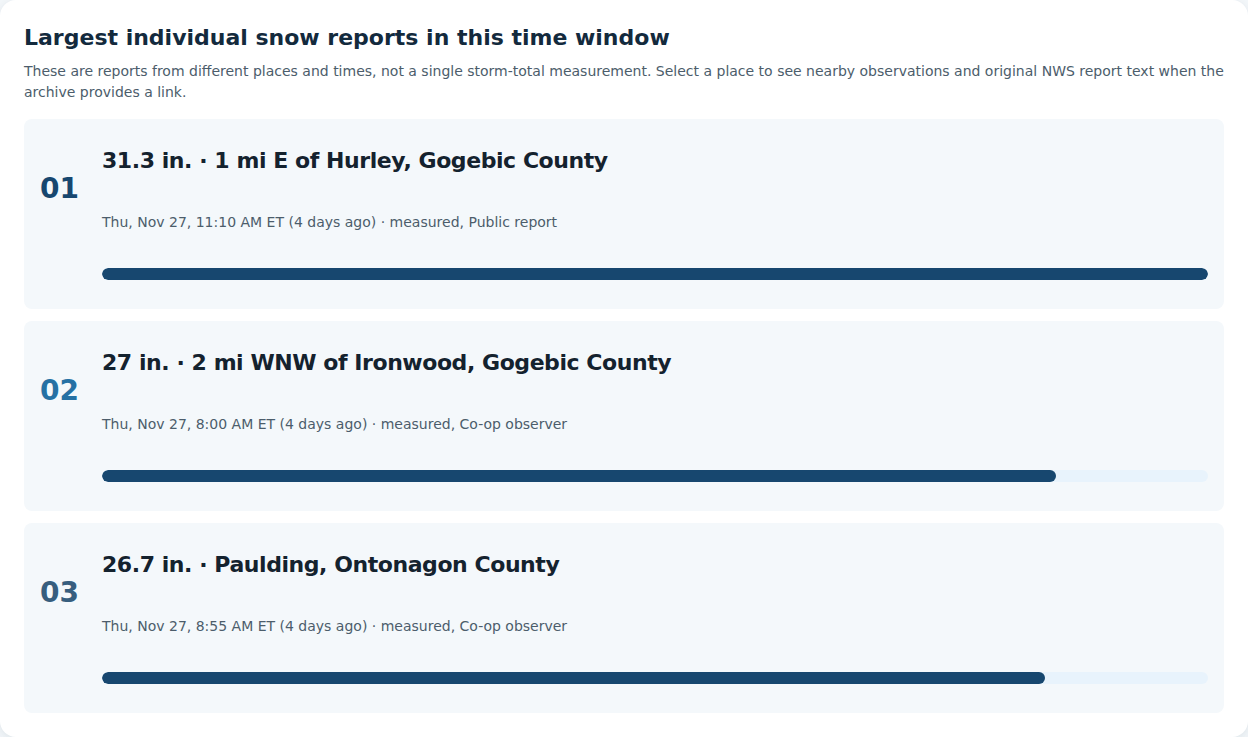 Largest individual snow reports in this time window
These are reports from different places and times, not a single storm-total measurement. Select a place to see nearby observations and original NWS report text when the
archive provides a link.
01
31.3 in. · 1 mi E of Hurley, Gogebic County
Thu, Nov 27, 11:10 AM ET (4 days ago) · measured, Public report
02
27 in. · 2 mi WNW of Ironwood, Gogebic County
Thu, Nov 27, 8:00 AM ET (4 days ago) · measured, Co-op observer
03
26.7 in. · Paulding, Ontonagon County
Thu, Nov 27, 8:55 AM ET (4 days ago) · measured, Co-op observer